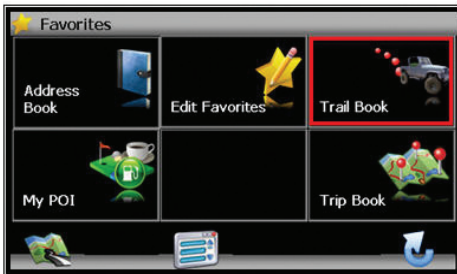 Favorites
Address
Book
Edit Favorites
Trail Book
My POI
Trip Book